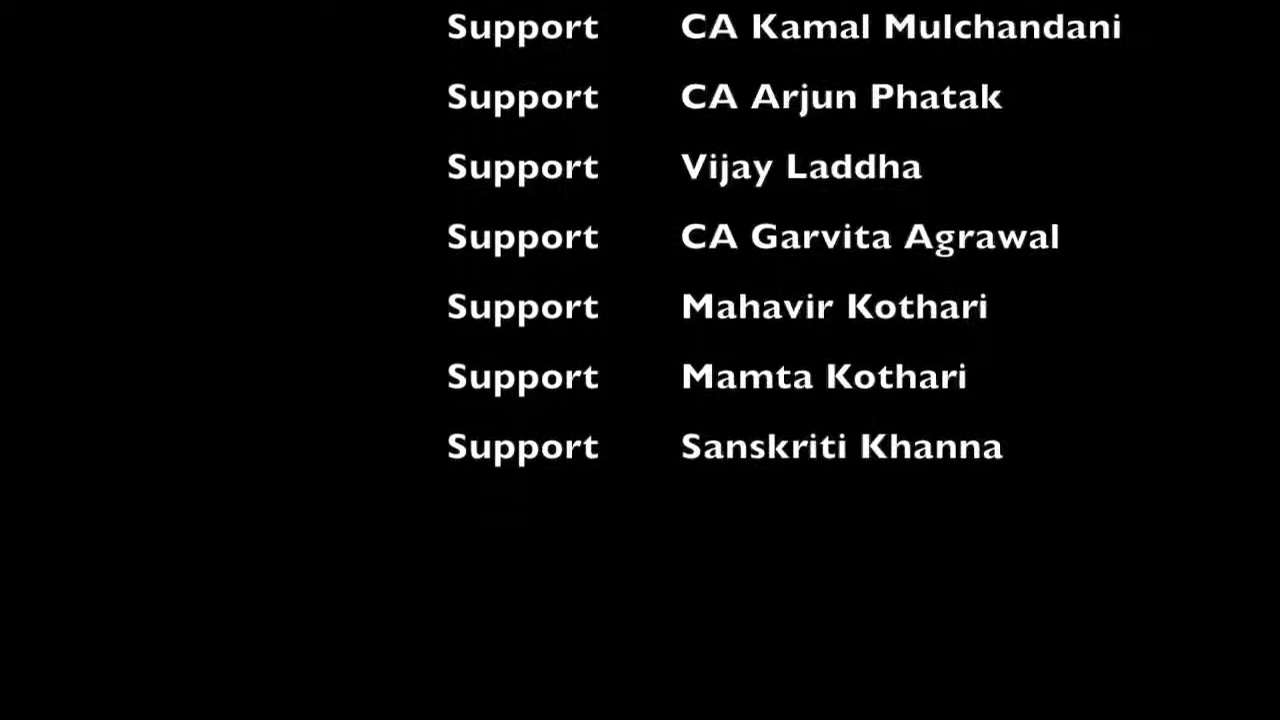 Support CA Kamal Mulchandani
Support CA Arjun Phatak
Support Vijay Laddha
Support CA Garvita Agrawal
Support Mahavir Kothari
Support Mamta Kothari
Support Sanskriti Khanna